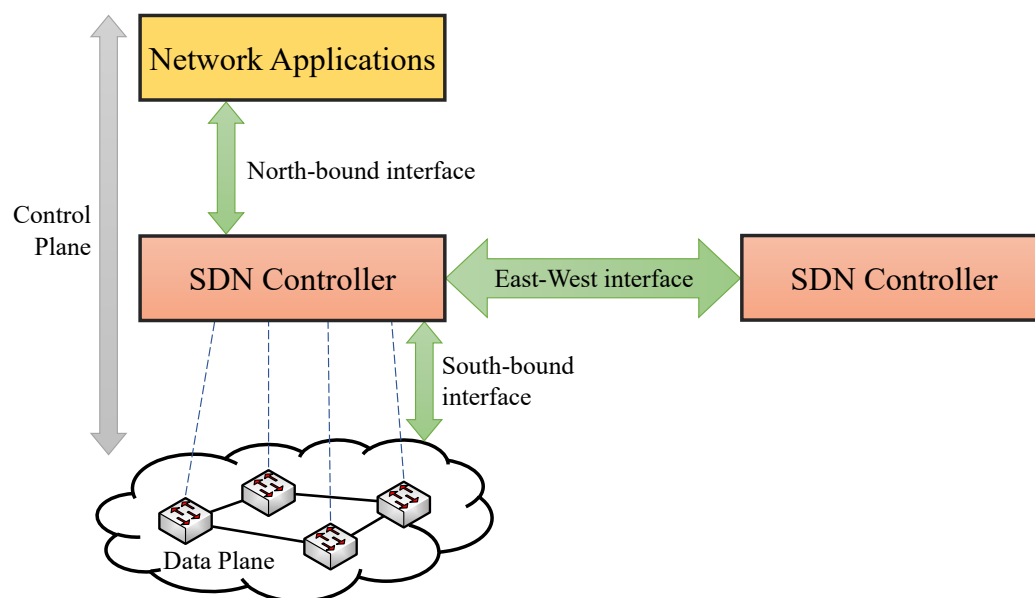 Network Applications
North-bound interface
Control
Plane
SDN Controller
East-West interface
SDN Controller
South-bound
interface
Data Plane